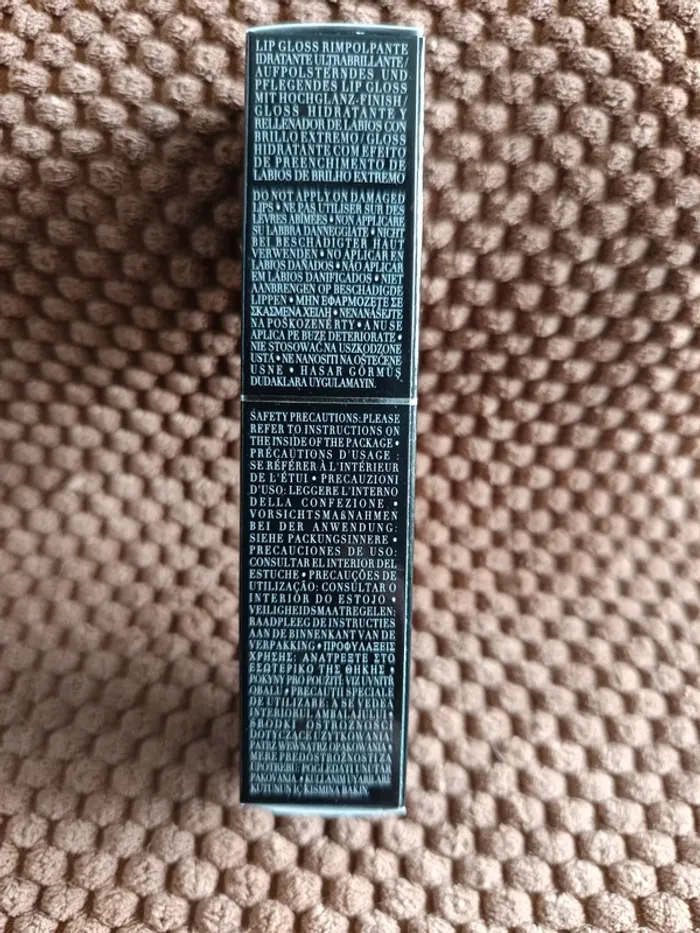 LIP GLOSS RIMPOLPANTE
IDRATANTE ULTRABRILLANTE/
AUFPOLSTERNDES UND
PFLEGENDES LIP GLOSS
MIT HOCHGLANZ-FINISH/
GLOSS HIDRATANTE Y
RELLENADOR DE LABIOS CON
BRILLO EXTREMO/GLOSS
HIDRATANTE COM EFEITO
DE PREENCHIMENTO DE
LABIOS DE BRILHO EXTREMO
DO NOT APPLY ON DAMAGED
LIPS • NE PAS UTILISER SUR DES
LÈVRES ABÎMÉES • NON APPLICARE
SU LABBRA DANNEGGIATE • NICHT
BEI BESCHÄDIGTER HAUT
VERWENDEN • NO APLICAR EN
LABIOS DAÑADOS • NÃO APLICAR
EM LÁBIOS DANIFICADOS • NIET
AANBRENGEN OP BESCHADIGDE
LIPPEN • ΜΗΝ ΕΦΑΡΜΟΖΕΤΕ ΣΕ
ΣΚΑΣΜΕΝΑ ΧΕΙΛΗ • NENANÁŠEJTE
NA POŠKOZENÉ RTY • A NU SE
APLICA PE BUZE DETERIORATE •
NIE STOSOWAĆ NA USZKODZONE
USTA • NE NANOSITI NA OŠTEĆENE
USNE • HASAR GÖRMÜŞ
DUDAKLARA UYGULAMAYIN.
SAFETY PRECAUTIONS: PLEASE
REFER TO INSTRUCTIONS ON
THE INSIDE OF THE PACKAGE •
PRÉCAUTIONS D'USAGE :
SE RÉFÉRER À L'INTÉRIEUR
DE L'ÉTUI • PRECAUZIONI
D'USO: LEGGERE L'INTERNO
DELLA CONFEZIONE •
VORSICHTSMAßNAHMEN
BEI DER ANWENDUNG:
SIEHE PACKUNGSINNERE •
PRECAUCIONES DE USO:
CONSULTAR EL INTERIOR DEL
ESTUCHE • PRECAUÇÕES DE
UTILIZAÇÃO: CONSULTAR O
INTERIOR DO ESTOJO •
VEILIGHEIDSMAATREGELEN:
RAADPLEEG DE INSTRUCTIES
AAN DE BINNENKANT VAN DE
VERPAKKING • ΠΡΟΦΥΛΑΞΕΙΣ
ΧΡΗΣΗΣ: ΑΝΑΤΡΕΞΤΕ ΣΤΟ
ΕΣΩΤΕΡΙΚΟ ΤΗΣ ΘΗΚΗΣ •
POKYNY PRO POUŽITÍ: VIZ UVNITŘ
OBALU • PRECAUȚII SPECIALE
DE UTILIZARE: A SE VEDEA
INTERIORUL AMBALAJULUI •
ŚRODKI OSTROŻNOŚCI
DOTYCZĄCE UŻYTKOWANIA:
PATRZ WEWNĄTRZ OPAKOWANIA •
MERE PREDOSTROŽNOSTI ZA
UPOTREBU: POGLEDATI UNUTAR
PAKOVANJA • KULLANIM UYARILARI:
KUTUNUN İÇ KISMINA BAKIN.